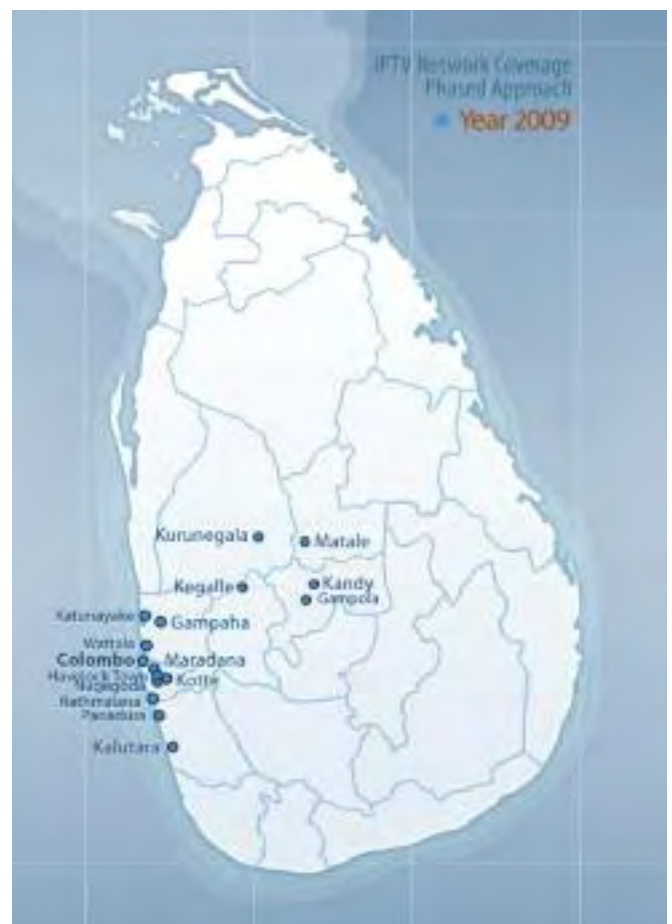 IPTV Network Coverage
Phased Approach
Year 2009
Kurunegala
Matale
Kegalle
Kandy
Gampola
Katunayake
Gampaha
Wattala
Colombo
Maradana
Havelock Town
Kotte
Nugegoda
Rathmalana
Panadura
Kalutara